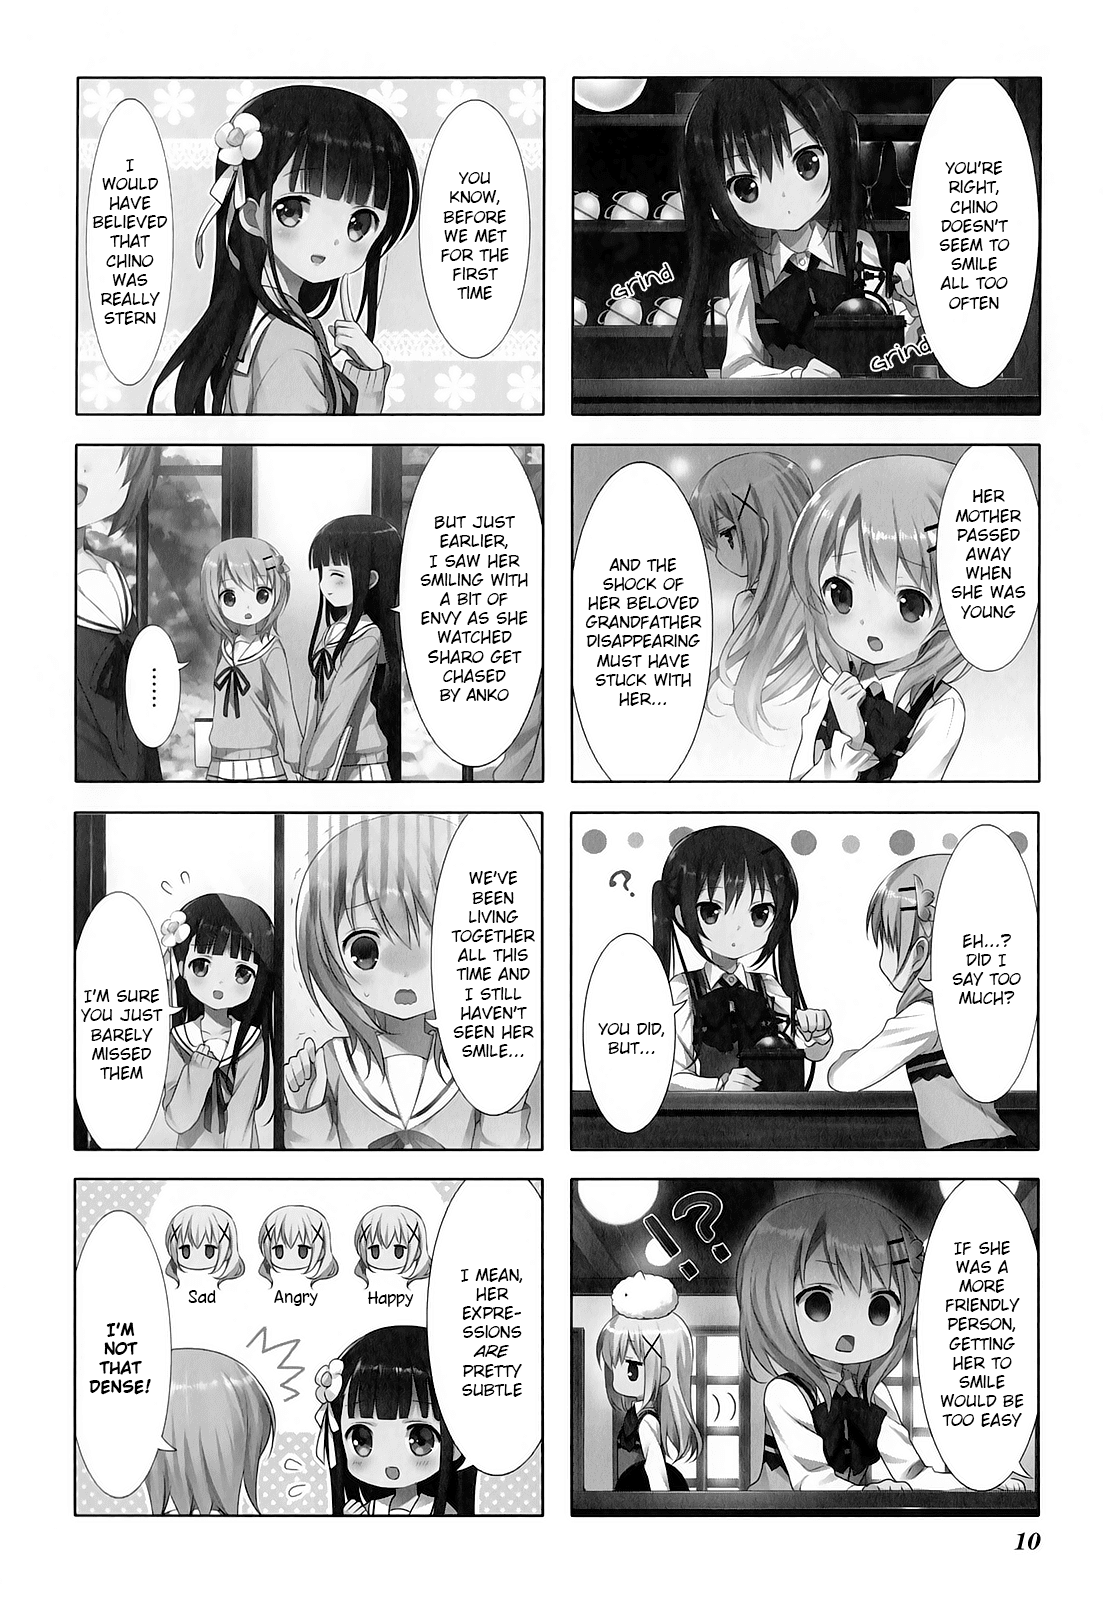 YOU'RE
RIGHT,
CHINO
DOESN'T
SEEM TO
SMILE
ALL TOO
OFTEN
grind
grind
HER
MOTHER
PASSED
AWAY
WHEN
SHE WAS
YOUNG
AND THE
SHOCK OF
HER BELOVED
GRANDFATHER
DISAPPEARING
MUST HAVE
STUCK WITH
HER...
EH...?
DID I
SAY TOO
MUCH?
?
YOU DID,
BUT...
IF SHE
WAS A
MORE
FRIENDLY
PERSON,
GETTING
HER TO
SMILE
WOULD BE
TOO EASY
!?
YOU
KNOW,
BEFORE
WE MET
FOR THE
FIRST
TIME
I
WOULD
HAVE
BELIEVED
THAT
CHINO
WAS
REALLY
STERN
BUT JUST
EARLIER,
I SAW HER
SMILING WITH
A BIT OF
ENVY AS SHE
WATCHED
SHARO GET
CHASED
BY ANKO
......
WE'VE
BEEN
LIVING
TOGETHER
ALL THIS
TIME AND
I STILL
HAVEN'T
SEEN HER
SMILE...
I'M SURE
YOU JUST
BARELY
MISSED
THEM
I MEAN,
HER
EXPRE-
SSIONS
ARE
PRETTY
SUBTLE
Sad Angry Happy
I'M
NOT
THAT
DENSE!
10